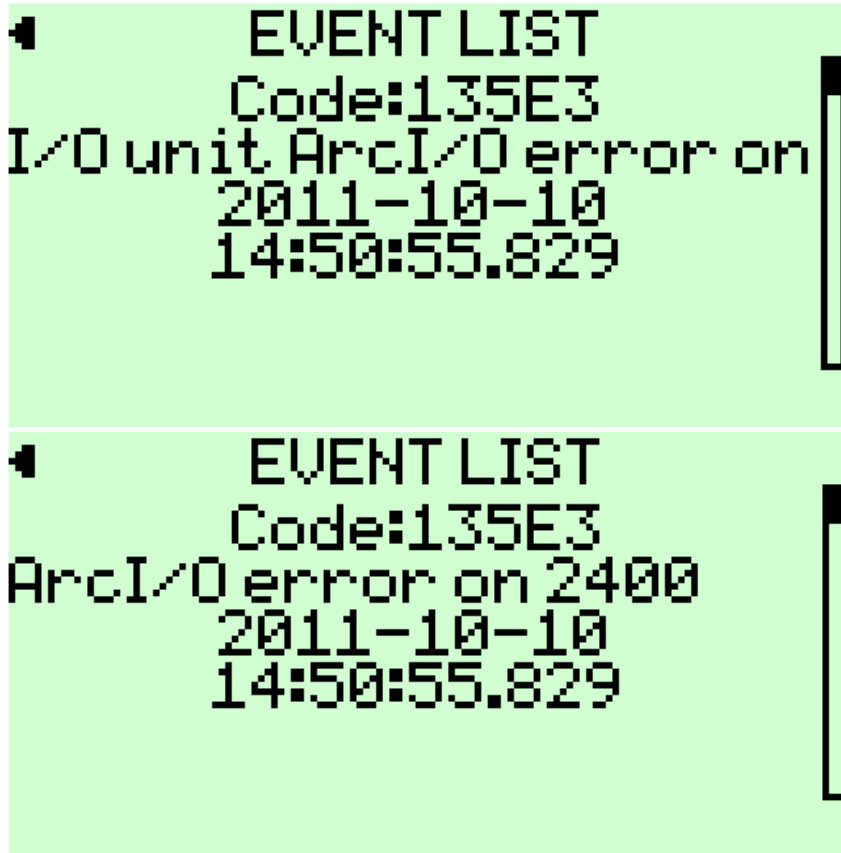 EVENT LIST
Code:135E3
I/O unit ArcI/O error on
2011-10-10
14:50:55.829
EVENT LIST
Code:135E3
ArcI/O error on 2400
2011-10-10
14:50:55.829